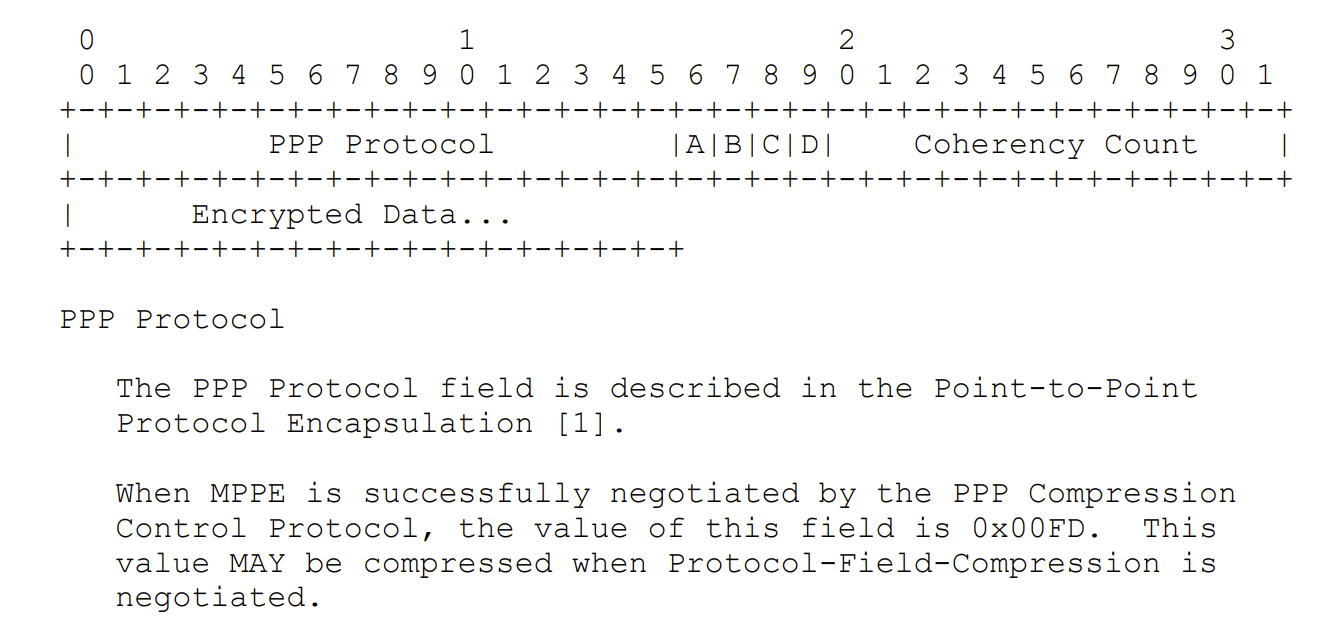 0                   1                   2                   3
 0 1 2 3 4 5 6 7 8 9 0 1 2 3 4 5 6 7 8 9 0 1 2 3 4 5 6 7 8 9 0 1
+-+-+-+-+-+-+-+-+-+-+-+-+-+-+-+-+-+-+-+-+-+-+-+-+-+-+-+-+-+-+-+-+
|          PPP Protocol         |A|B|C|D|    Coherency Count    |
+-+-+-+-+-+-+-+-+-+-+-+-+-+-+-+-+-+-+-+-+-+-+-+-+-+-+-+-+-+-+-+-+
|      Encrypted Data...
+-+-+-+-+-+-+-+-+-+-+-+-+-+-+-+-+
PPP Protocol
The PPP Protocol field is described in the Point-to-Point
Protocol Encapsulation [1].
When MPPE is successfully negotiated by the PPP Compression
Control Protocol, the value of this field is 0x00FD.  This
value MAY be compressed when Protocol-Field-Compression is
negotiated.